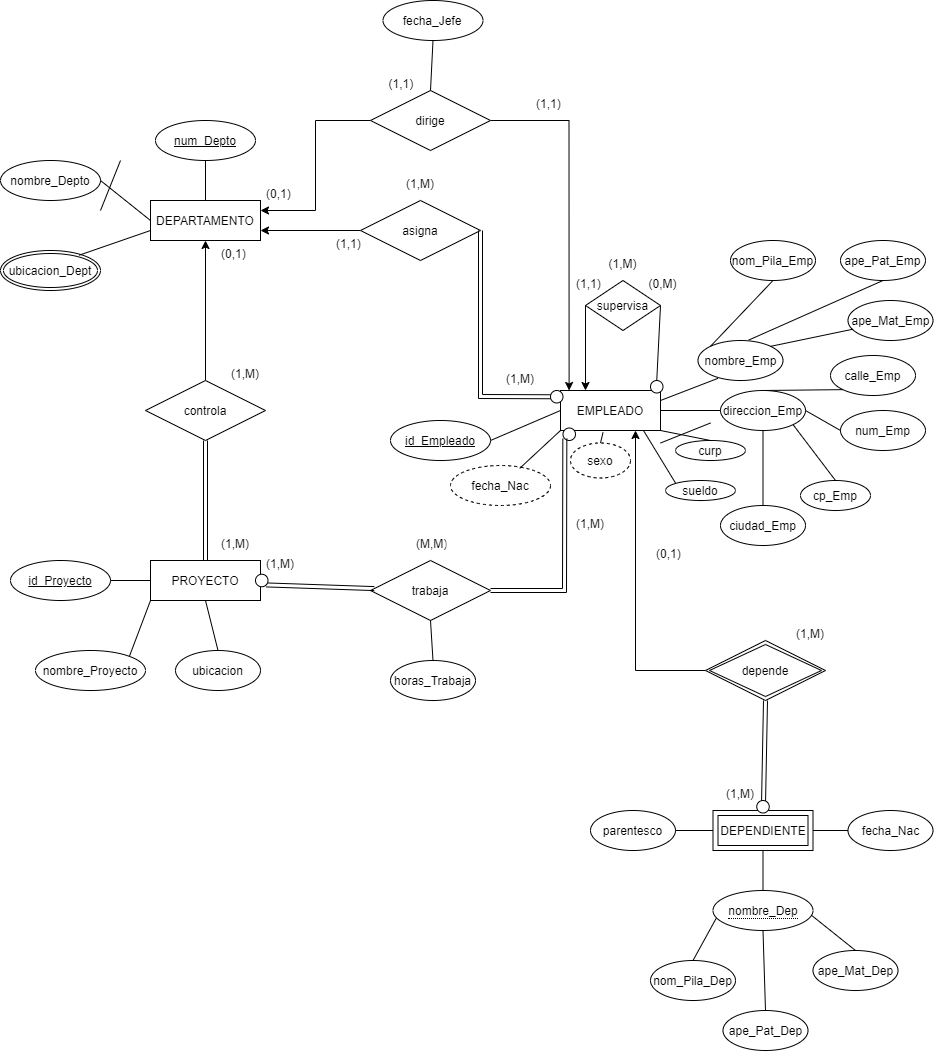 fecha_Jefe
(1,1)
(1,1)
dirige
num_Depto
nombre_Depto
(0,1)
(1,M)
DEPARTAMENTO
asigna
(1,1)
(0,1)
ubicacion_Dept
nom_Pila_Emp
ape_Pat_Emp
(1,M)
(1,1)
(0,M)
supervisa
ape_Mat_Emp
nombre_Emp
(1,M)
(1,M)
calle_Emp
controla
EMPLEADO
direccion_Emp
id_Empleado
num_Emp
curp
sexo
fecha_Nac
sueldo
cp_Emp
ciudad_Emp
(1,M)
(1,M)
(M,M)
(0,1)
(1,M)
id_Proyecto
PROYECTO
trabaja
nombre_Proyecto
ubicacion
horas_Trabaja
(1,M)
depende
(1,M)
parentesco
DEPENDIENTE
fecha_Nac
nombre_Dep
nom_Pila_Dep
ape_Mat_Dep
ape_Pat_Dep